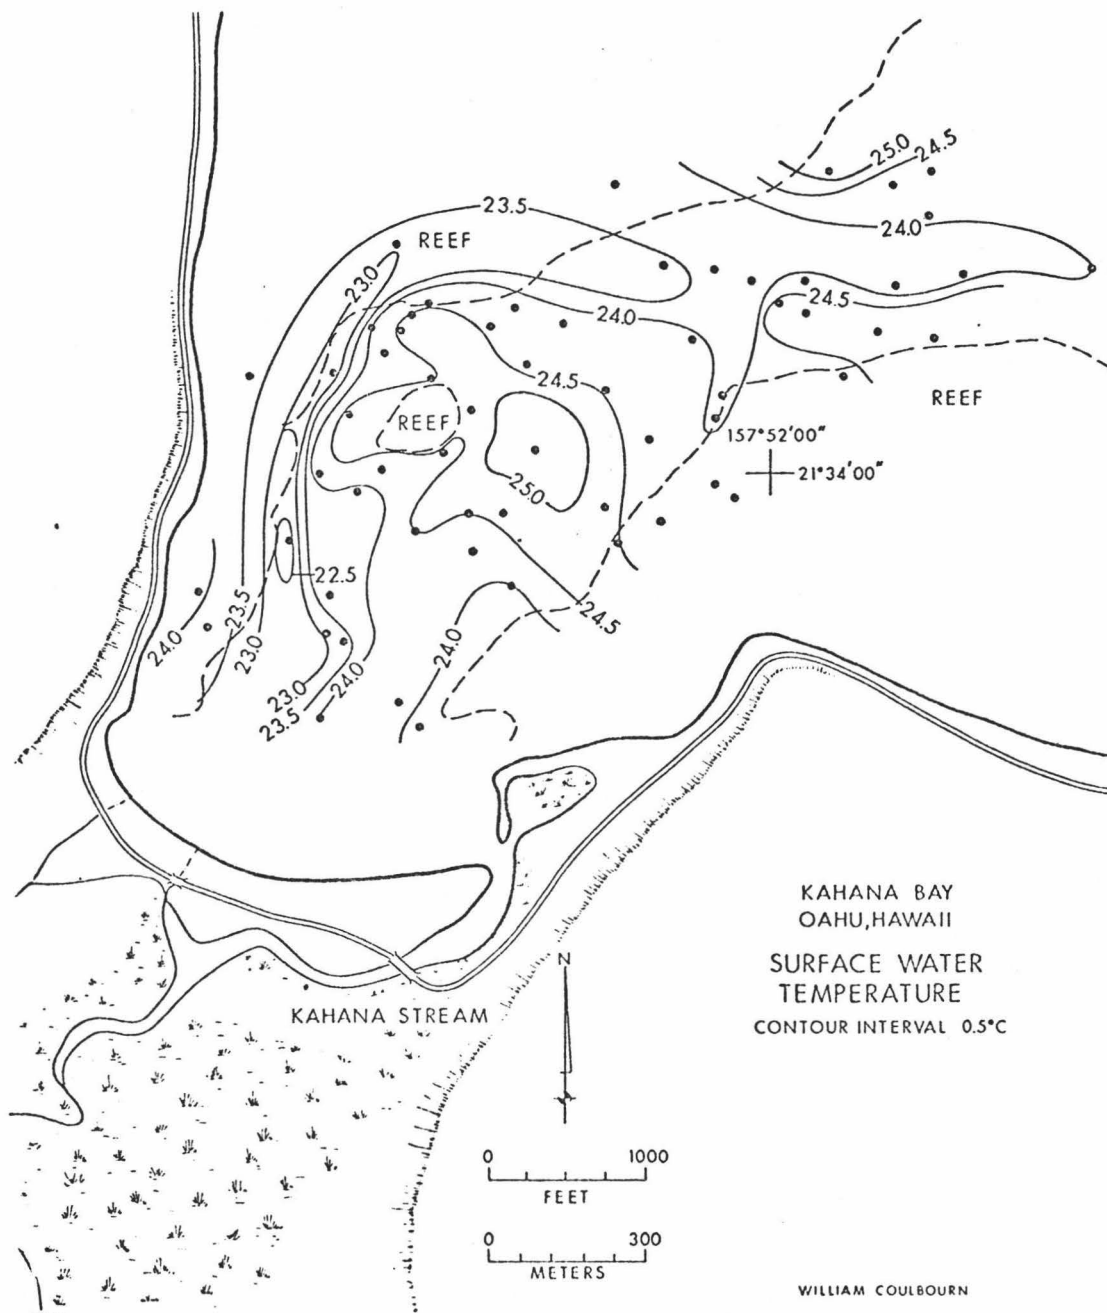 25.0
24.5
23.5
24.0
REEF
23.0
24.5
24.0
24.5
REEF
REEF
157°52'00"
21°34'00"
25.0
22.5
24.5
23.5
24.0
23.0
24.0
23.0
24.0
23.5
KAHANA BAY
OAHU, HAWAII
SURFACE WATER
TEMPERATURE
CONTOUR INTERVAL 0.5°C
N
KAHANA STREAM
0 1000
FEET
0 300
METERS
WILLIAM COULBOURN